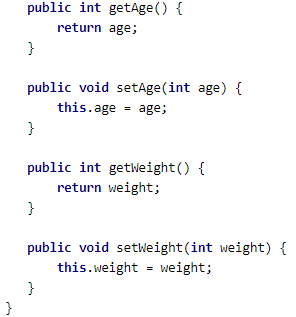 public int getAge() {
    return age;
}
public void setAge(int age) {
    this.age = age;
}
public int getWeight() {
    return weight;
}
public void setWeight(int weight) {
    this.weight = weight;
}
}